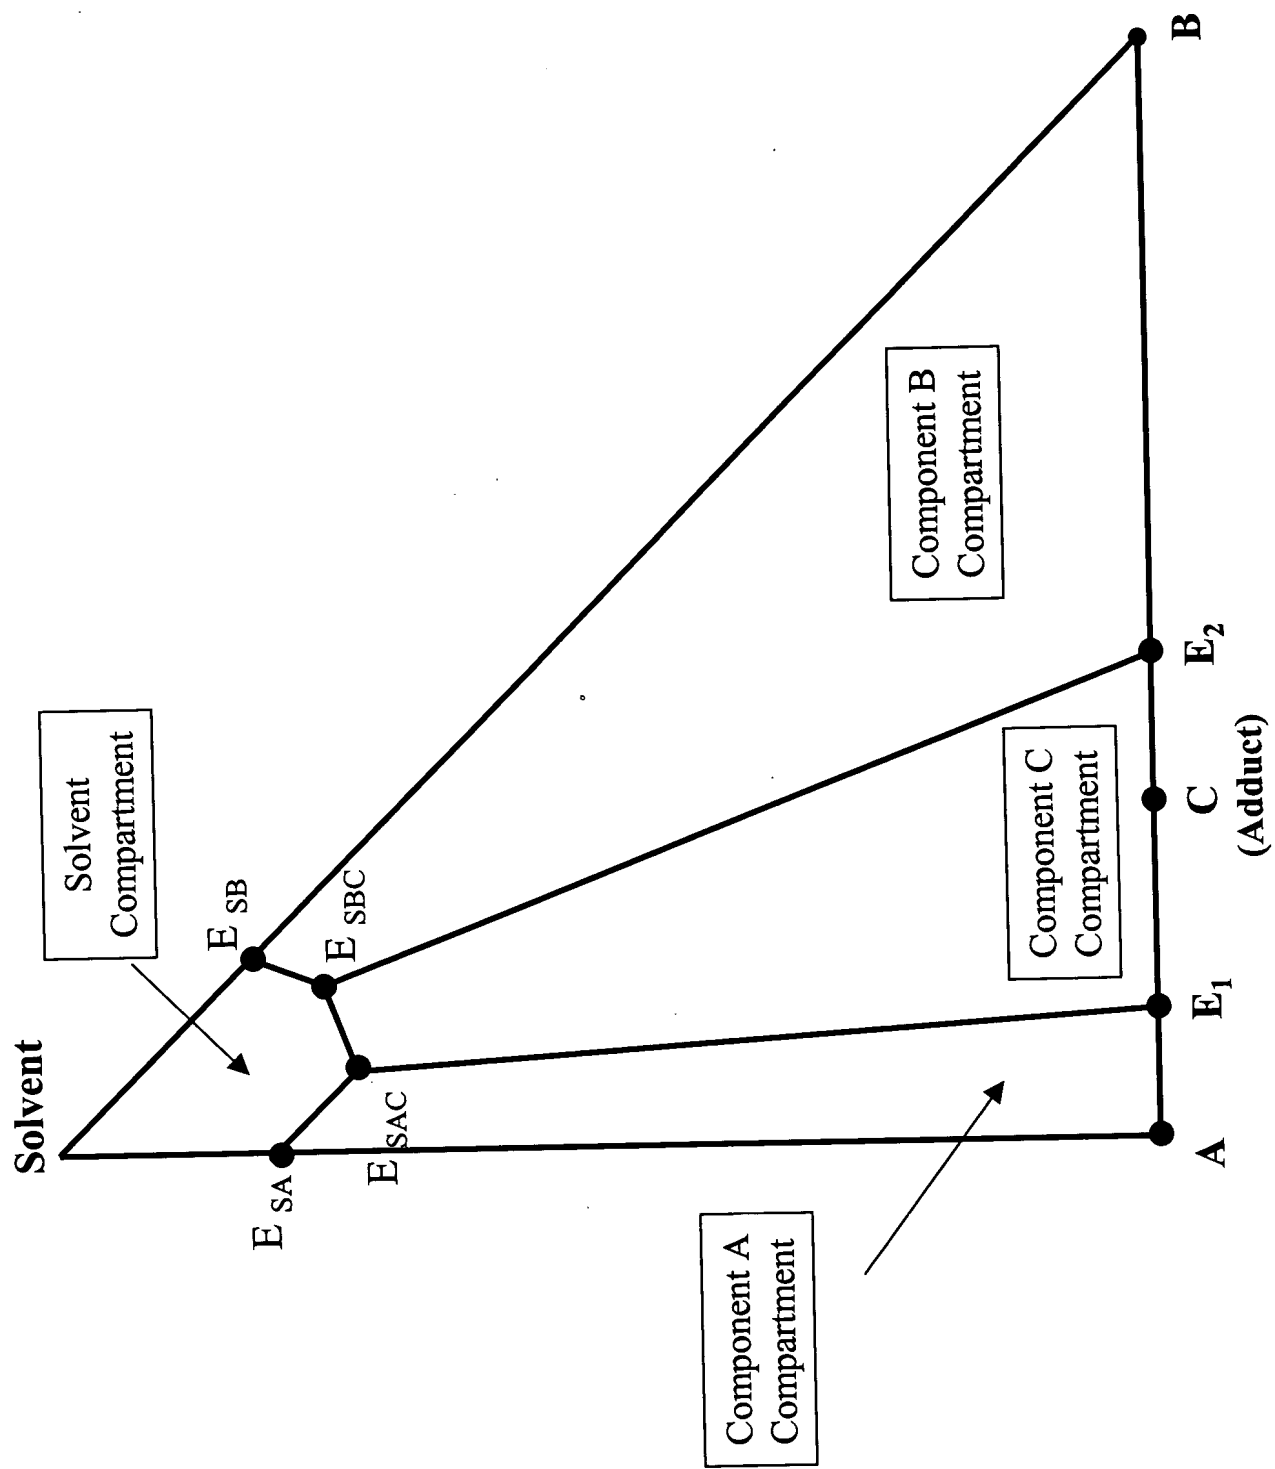 Solvent
Solvent
Compartment
E SB
E SBC
E SA
E SAC
Component B
Compartment
Component A
Compartment
Component C
Compartment
A
E1
C
(Adduct)
E2
B